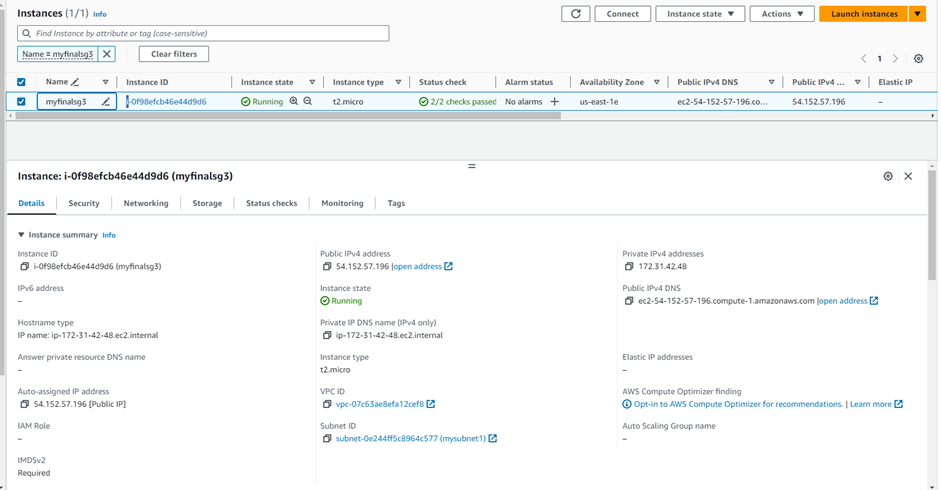 Instances (1/1) Info
Connect
Instance state
Actions
Launch instances
Find Instance by attribute or tag (case-sensitive)
Name = myfinalsg3
Clear filters
1
Name Instance ID Instance state Instance type Status check Alarm status Availability Zone Public IPv4 DNS Public IPv4 ... Elastic IP
myfinalsg3 i-0f98efcb46e44d9d6 Running t2.micro 2/2 checks passed No alarms us-east-1e ec2-54-152-57-196.co... 54.152.57.196 –
Instance: i-0f98efcb46e44d9d6 (myfinalsg3)
Details Security Networking Storage Status checks Monitoring Tags
Instance summary Info
Instance ID
i-0f98efcb46e44d9d6 (myfinalsg3)
Public IPv4 address
54.152.57.196 |open address
Private IPv4 addresses
172.31.42.48
IPv6 address
–
Instance state
Running
Public IPv4 DNS
ec2-54-152-57-196.compute-1.amazonaws.com |open address
Hostname type
IP name: ip-172-31-42-48.ec2.internal
Private IP DNS name (IPv4 only)
ip-172-31-42-48.ec2.internal
Answer private resource DNS name
–
Instance type
t2.micro
Elastic IP addresses
–
Auto-assigned IP address
54.152.57.196 [Public IP]
VPC ID
vpc-07c63ae8efa12cef8
AWS Compute Optimizer finding
Opt-in to AWS Compute Optimizer for recommendations. | Learn more
IAM Role
–
Subnet ID
subnet-0e244ff5c8964c577 (mysubnet1)
Auto Scaling Group name
–
IMDSv2
Required